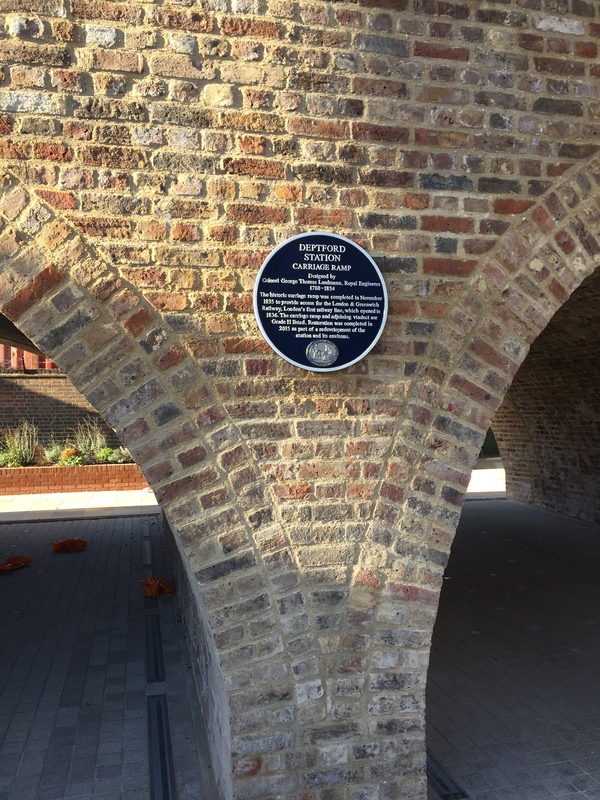 DEPTFORD
STATION
CARRIAGE RAMP
Designed by
Colonel George Thomas Landmann, Royal Engineers
1780-1854
The historic carriage ramp was completed in November
1835 to provide access for the London & Greenwich
Railway, London's first railway line, which opened in
1836. The carriage ramp and adjoining viaduct are
Grade II listed. Restoration was completed in
2015 as part of a redevelopment of the
station and its environs.